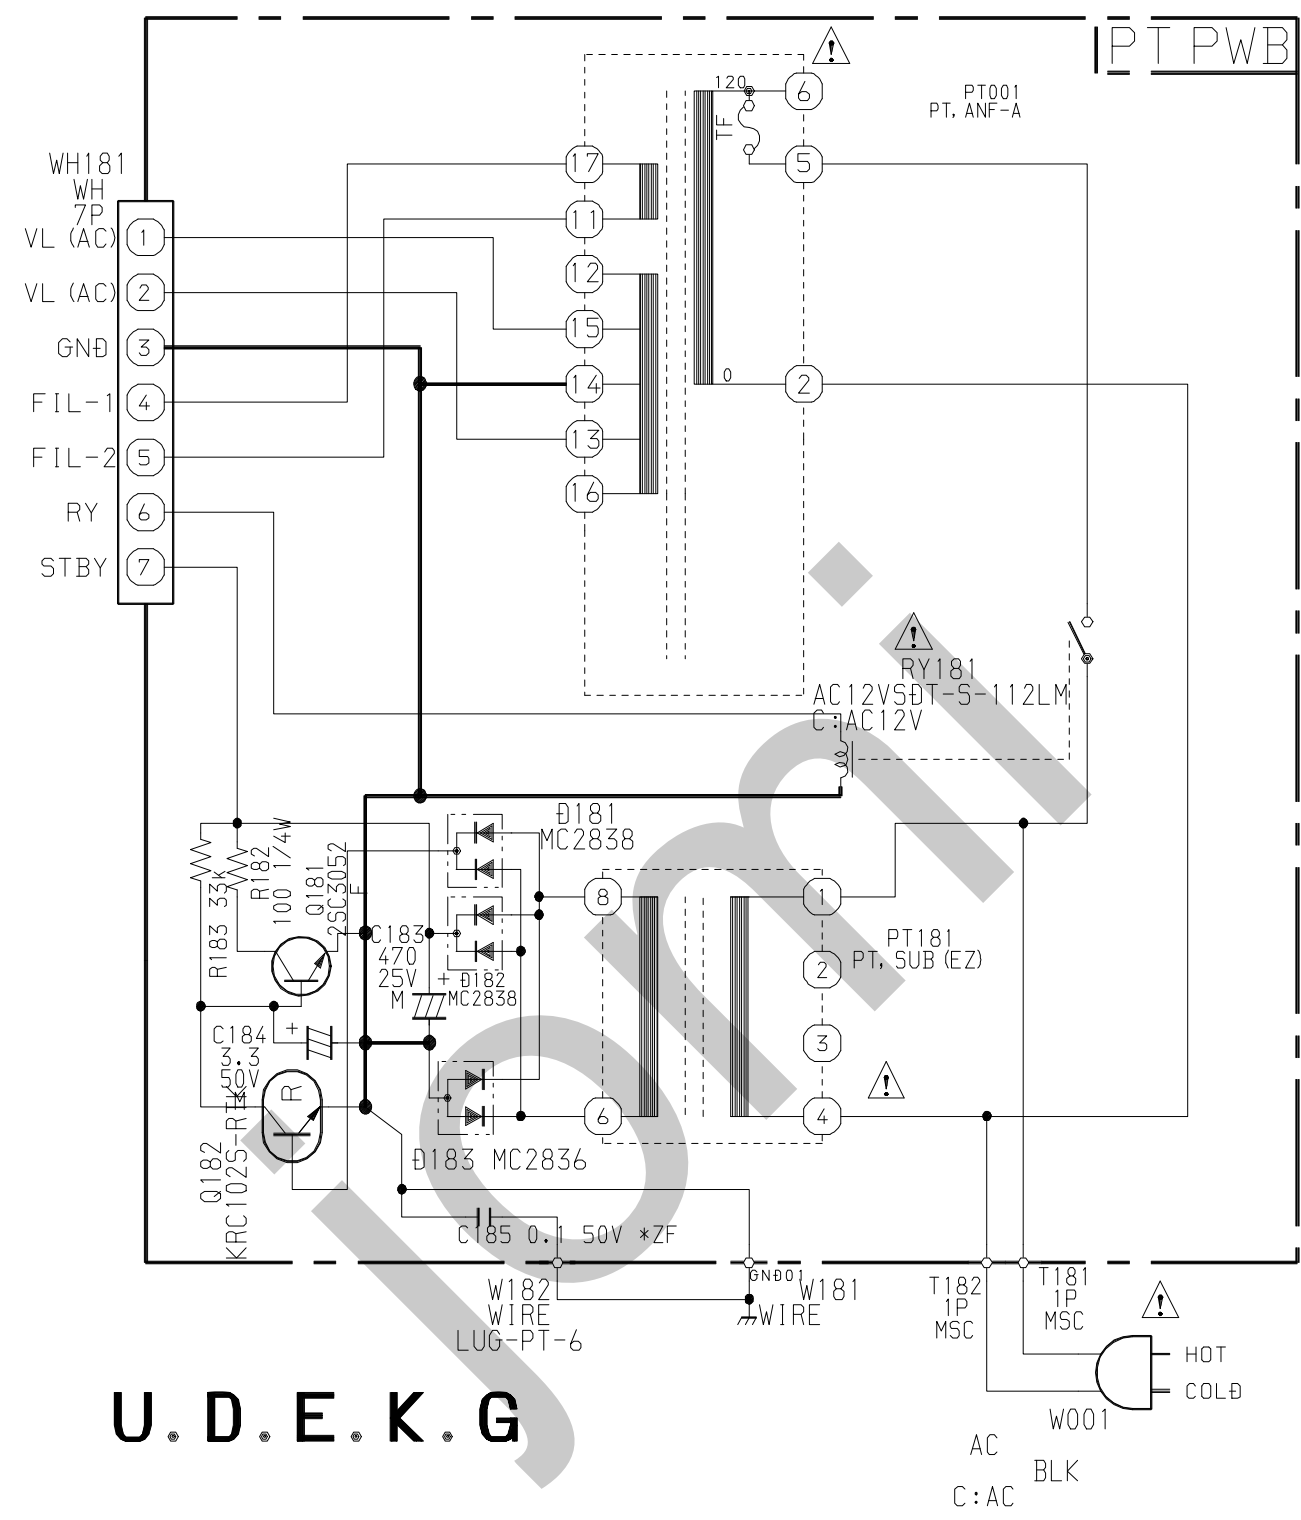 PT PWB
120
6
PT001
PT, ANF-A
TF
5
17
11
12
15
14
13
16
0
2
WH181
WH
7P
VL (AC) 1
VL (AC) 2
GND 3
FIL-1 4
FIL-2 5
RY 6
STBY 7
RY181
AC12VSDT-S-112LM
C:AC12V
D181
MC2838
R182
100 1/4W
Q181
2SC3052
F
R183 33K
C183
470
25V
M
+
D182
MC2838
8
6
1
2
3
4
PT181
PT, SUB (EZ)
C184
3.3
50V
+
R
Q182
KRC102S-RTK
D183 MC2836
C185 0.1 50V *ZF
GND01
W182
WIRE
LUG-PT-6
W181
WIRE
T182
1P
MSC
T181
1P
MSC
HOT
COLD
W001
AC
BLK
C:AC
U.D.E.K.G
jomi